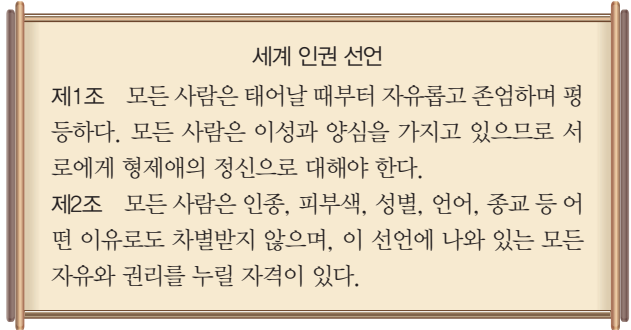 세계 인권 선언
제1조 모든 사람은 태어날 때부터 자유롭고 존엄하며 평
등하다. 모든 사람은 이성과 양심을 가지고 있으므로 서
로에게 형제애의 정신으로 대해야 한다.
제2조 모든 사람은 인종, 피부색, 성별, 언어, 종교 등 어
떤 이유로도 차별받지 않으며, 이 선언에 나와 있는 모든
자유와 권리를 누릴 자격이 있다.